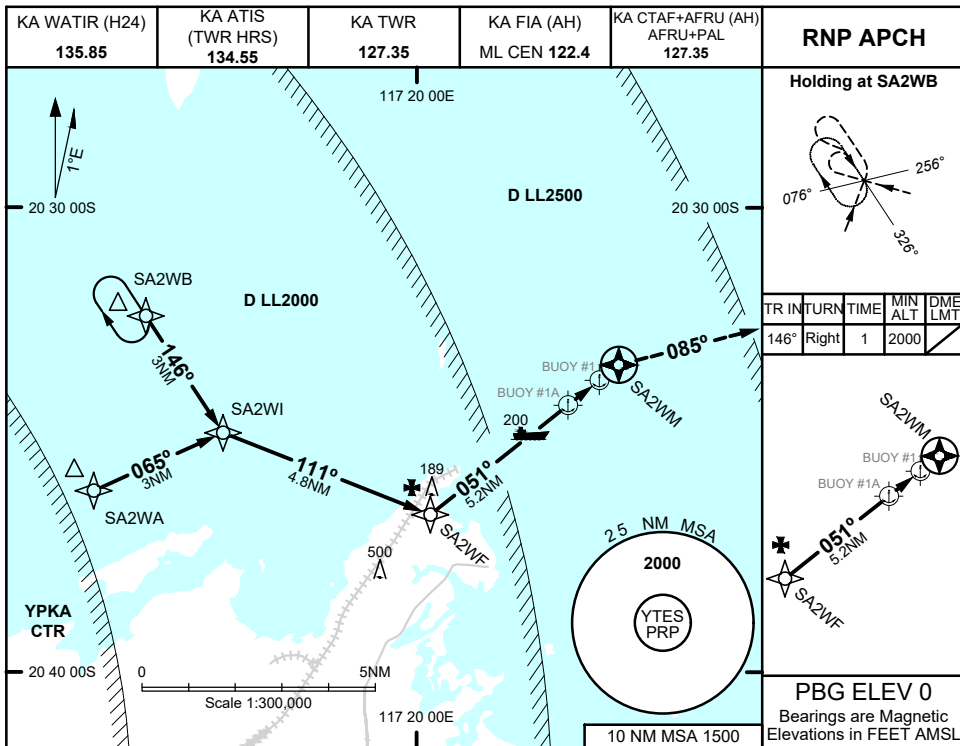 KA WATIR (H24)
135.85
KA ATIS
(TWR HRS)
134.55
KA TWR
127.35
KA FIA (AH)
ML CEN 122.4
KA CTAF+AFRU (AH)
AFRU+PAL
127.35
RNP APCH
117 20 00E
1°E
20 30 00S
20 30 00S
D LL2500
D LL2000
SA2WB
146°
3NM
SA2WI
065°
3NM
SA2WA
111°
4.8NM
189
500
SA2WF
051°
5.2NM
200
BUOY #1A
BUOY #1
SA2WM
085°
YPKA
CTR
20 40 00S
0
5NM
Scale 1:300,000
117 20 00E
25 NM MSA
2000
YTES
PRP
10 NM MSA 1500
Holding at SA2WB
256°
076°
326°
TR IN TURN TIME MIN ALT DME LMT
146° Right 1 2000
SA2WM
BUOY #1
BUOY #1A
051°
5.2NM
SA2WF
PBG ELEV 0
Bearings are Magnetic
Elevations in FEET AMSL